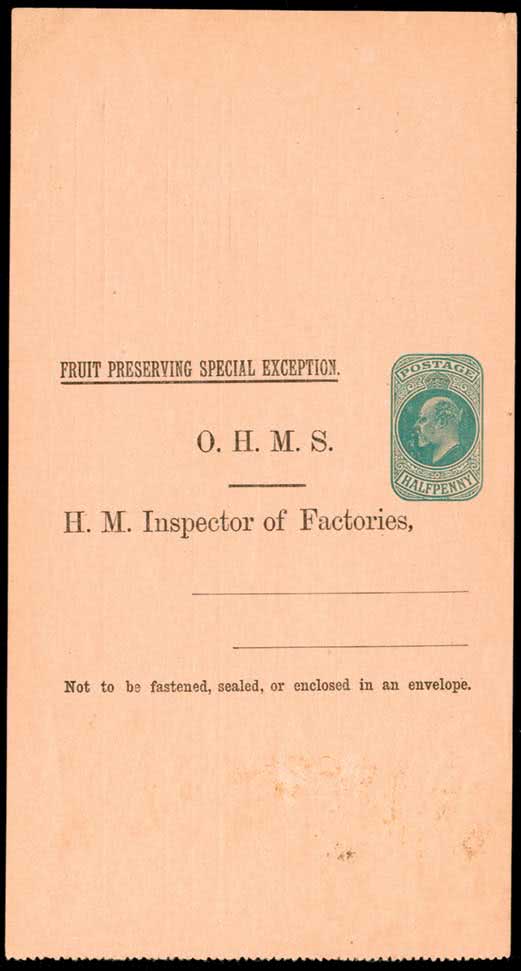 FRUIT PRESERVING SPECIAL EXCEPTION.
POSTAGE
O. H. M. S.
HALFPENNY
H. M. Inspector of Factories,
Not to be fastened, sealed, or enclosed in an envelope.